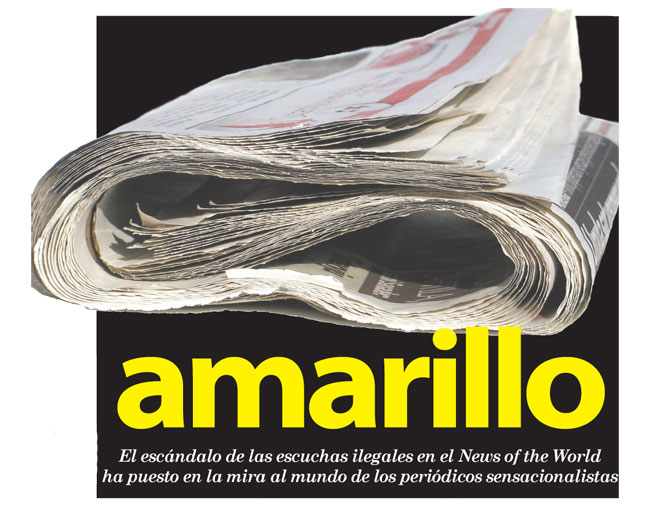 amarillo
El escándalo de las escuchas ilegales en el News of the World
ha puesto en la mira al mundo de los periódicos sensacionalistas